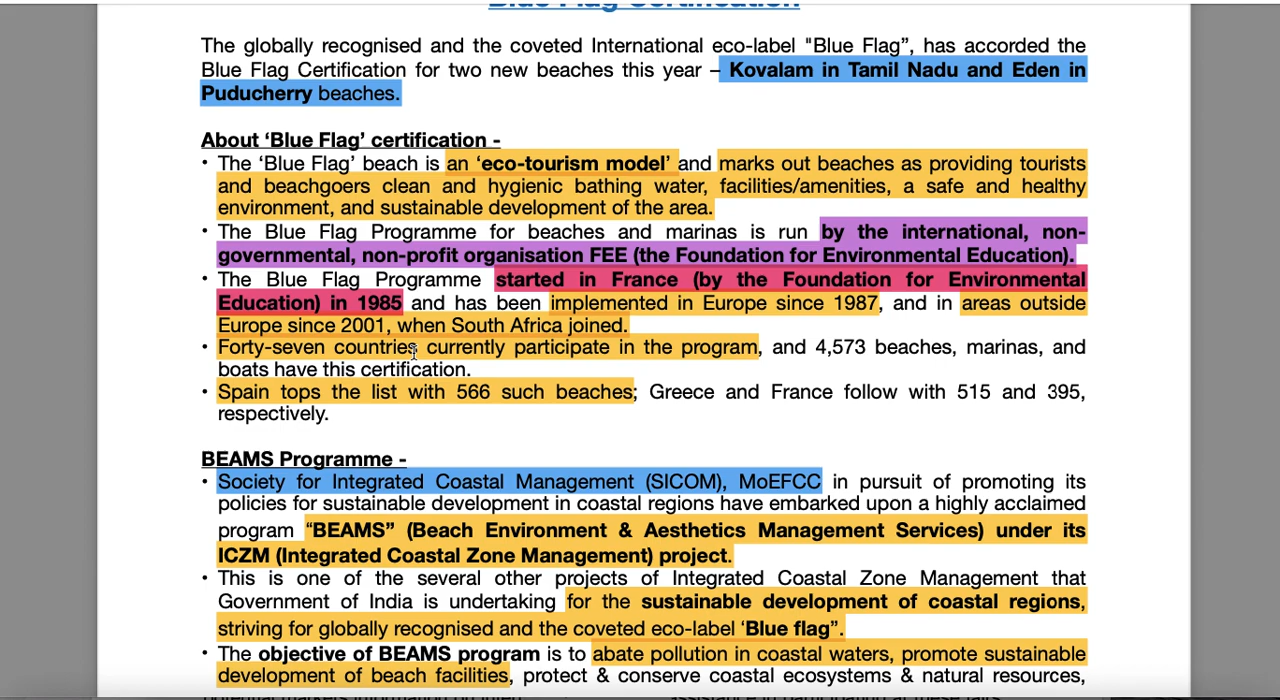 Blue Flag Certification
The globally recognised and the coveted International eco-label "Blue Flag”, has accorded the
Blue Flag Certification for two new beaches this year – Kovalam in Tamil Nadu and Eden in
Puducherry beaches.
About ‘Blue Flag’ certification -
• The ‘Blue Flag’ beach is an ‘eco-tourism model’ and marks out beaches as providing tourists
and beachgoers clean and hygienic bathing water, facilities/amenities, a safe and healthy
environment, and sustainable development of the area.
• The Blue Flag Programme for beaches and marinas is run by the international, non-
governmental, non-profit organisation FEE (the Foundation for Environmental Education).
• The Blue Flag Programme started in France (by the Foundation for Environmental
Education) in 1985 and has been implemented in Europe since 1987, and in areas outside
Europe since 2001, when South Africa joined.
• Forty-seven countries currently participate in the program, and 4,573 beaches, marinas, and
boats have this certification.
• Spain tops the list with 566 such beaches; Greece and France follow with 515 and 395,
respectively.
BEAMS Programme -
• Society for Integrated Coastal Management (SICOM), MoEFCC in pursuit of promoting its
policies for sustainable development in coastal regions have embarked upon a highly acclaimed
program “BEAMS” (Beach Environment & Aesthetics Management Services) under its
ICZM (Integrated Coastal Zone Management) project.
• This is one of the several other projects of Integrated Coastal Zone Management that
Government of India is undertaking for the sustainable development of coastal regions,
striving for globally recognised and the coveted eco-label ‘Blue flag”.
• The objective of BEAMS program is to abate pollution in coastal waters, promote sustainable
development of beach facilities, protect & conserve coastal ecosystems & natural resources,